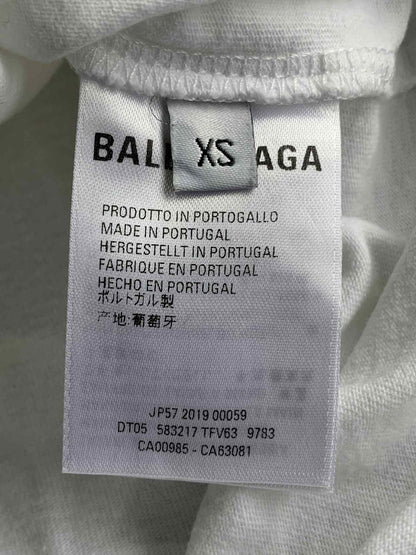 XS
BAL AGA
PRODOTTO IN PORTOGALLO
MADE IN PORTUGAL
HERGESTELLT IN PORTUGAL
FABRIQUE EN PORTUGAL
HECHO EN PORTUGAL
ポルトガル製
产地:葡萄牙
JP57 2019 00059
DT05 583217 TFV63 9783
CA00985 - CA63081